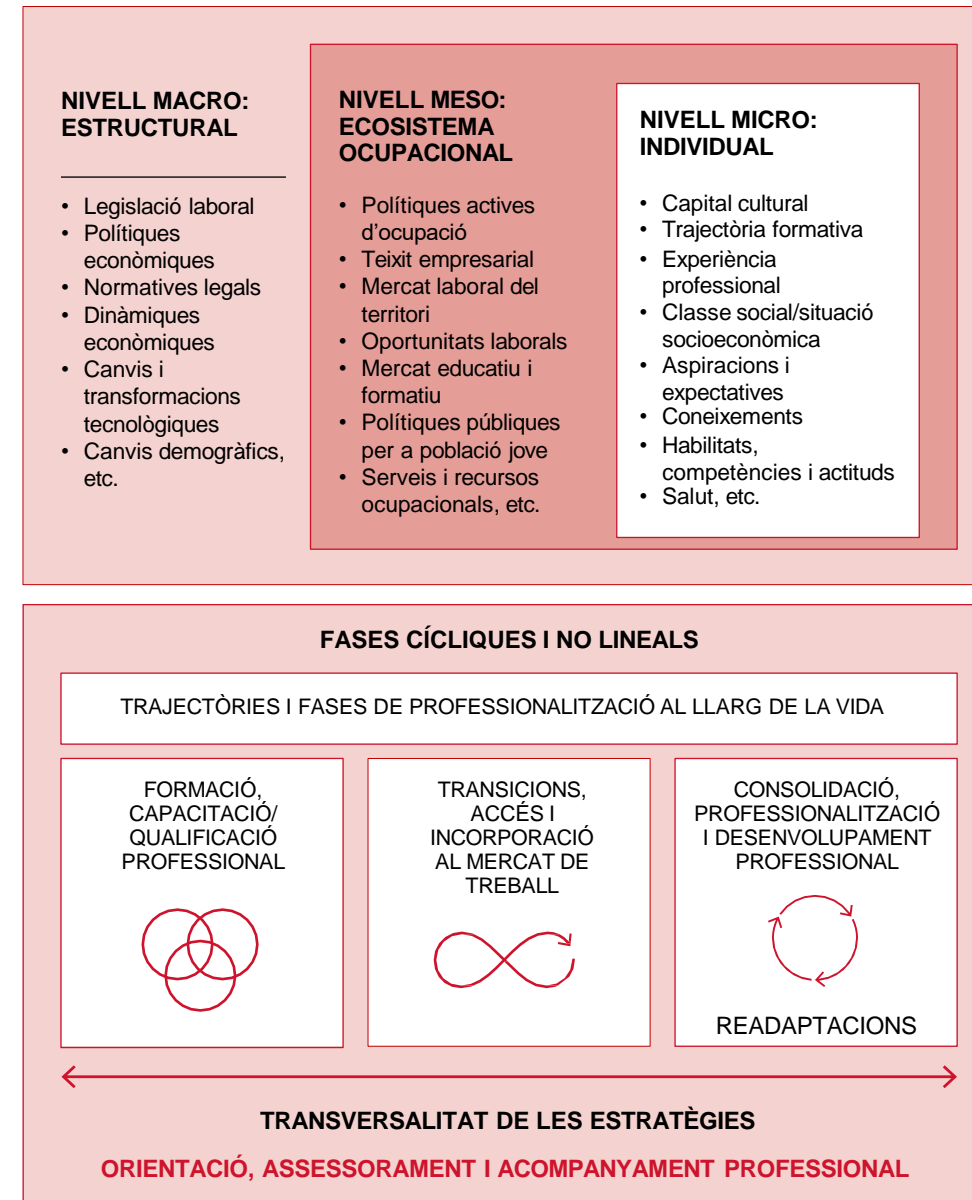 NIVELL MACRO:
ESTRUCTURAL
• Legislació laboral
• Polítiques
econòmiques
• Normatives legals
• Dinàmiques
econòmiques
• Canvis i
transformacions
tecnològiques
• Canvis demogràfics,
etc.
NIVELL MESO:
ECOSISTEMA
OCUPACIONAL
• Polítiques actives
d’ocupació
• Teixit empresarial
• Mercat laboral del
territori
• Oportunitats laborals
• Mercat educatiu i
formatiu
• Polítiques públiques
per a població jove
• Serveis i recursos
ocupacionals, etc.
NIVELL MICRO:
INDIVIDUAL
• Capital cultural
• Trajectòria formativa
• Experiència
professional
• Classe social/situació
socioeconòmica
• Aspiracions i
expectatives
• Coneixements
• Habilitats,
competències i actituds
• Salut, etc.
FASES CÍCLIQUES I NO LINEALS
TRAJECTÒRIES I FASES DE PROFESSIONALITZACIÓ AL LLARG DE LA VIDA
FORMACIÓ,
CAPACITACIÓ/
QUALIFICACIÓ
PROFESSIONAL
TRANSICIONS,
ACCÉS I
INCORPORACIÓ
AL MERCAT DE
TREBALL
CONSOLIDACIÓ,
PROFESSIONALITZACIÓ
I DESENVOLUPAMENT
PROFESSIONAL
READAPTACIONS
TRANSVERSALITAT DE LES ESTRATÈGIES
ORIENTACIÓ, ASSESSORAMENT I ACOMPANYAMENT PROFESSIONAL